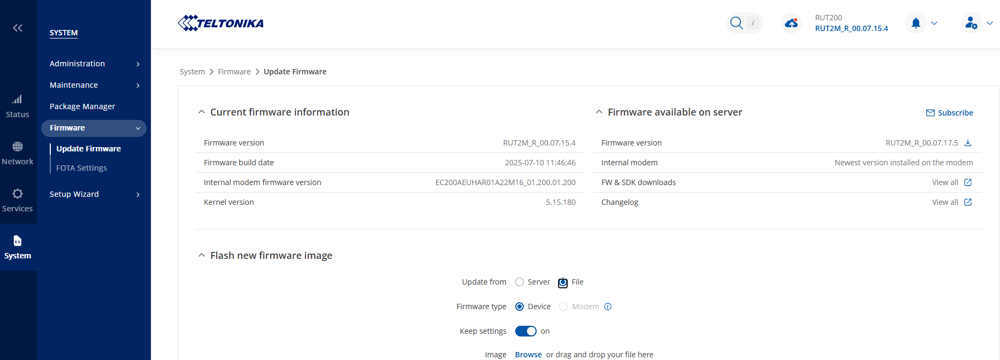 TELTONIKA
/
RUT200
RUT2M_R_00.07.15.4
SYSTEM
Administration
Maintenance
Package Manager
Firmware
Update Firmware
FOTA Settings
Setup Wizard
Status
Network
Services
System
System > Firmware > Update Firmware
Current firmware information
Firmware version RUT2M_R_00.07.15.4
Firmware build date 2025-07-10 11:46:46
Internal modem firmware version EC200AEUHAR01A22M16_01.200.01.200
Kernel version 5.15.180
Firmware available on server Subscribe
Firmware version RUT2M_R_00.07.17.5
Internal modem Newest version installed on the modem
FW & SDK downloads View all
Changelog View all
Flash new firmware image
Update from Server File
Firmware type Device Modem
Keep settings on
Image Browse or drag and drop your file here